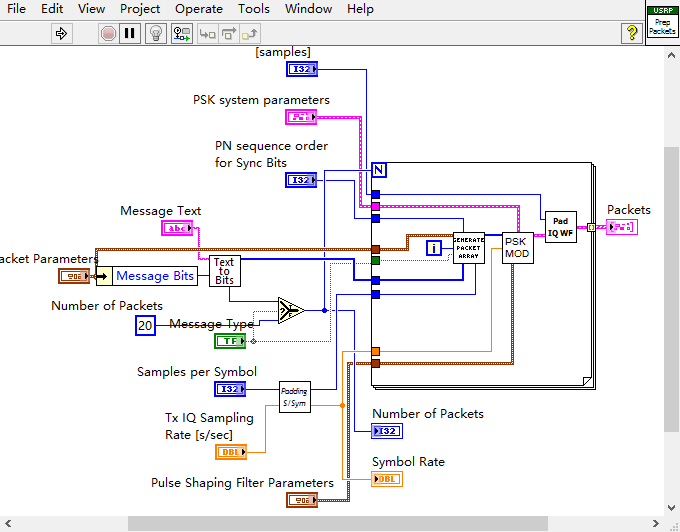 File Edit View Project Operate Tools Window Help
USRP
Prep
Packets
?
[samples]
I32
PSK system parameters
PN sequence order
for Sync Bits
I32
N
Message Text
abc
Pad
IQ WF
Packets
acket Parameters
Message Bits
Text
to
Bits
i
GENERATE
PACKET
ARRAY
PSK
MOD
Number of Packets
20
Message Type
TF
?
T
F
Samples per Symbol
I32
Padding
S/Sym
Tx IQ Sampling
Rate [s/sec]
DBL
Number of Packets
I32
Symbol Rate
DBL
Pulse Shaping Filter Parameters